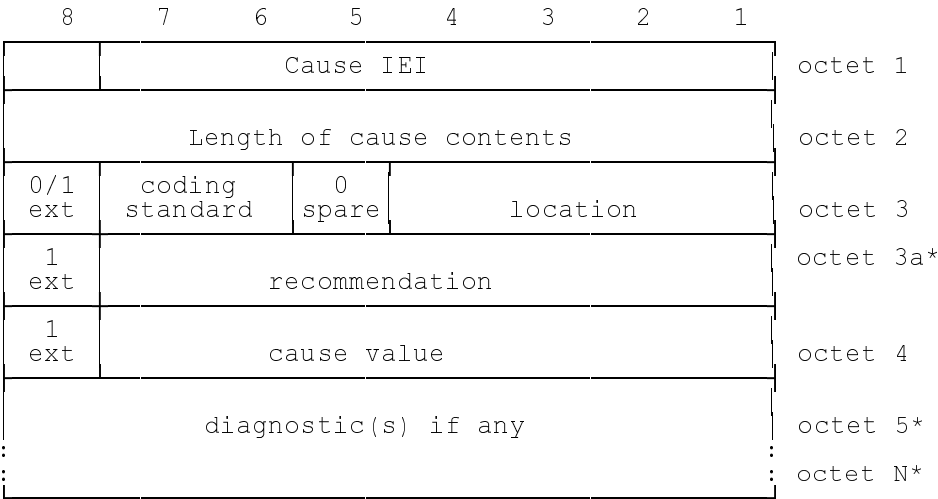 8 7 6 5 4 3 2 1
Cause IEI octet 1
Length of cause contents octet 2
0/1 coding 0
ext standard spare location octet 3
1 octet 3a*
ext recommendation
1
ext cause value octet 4
diagnostic(s) if any octet 5*
: :
: : octet N*